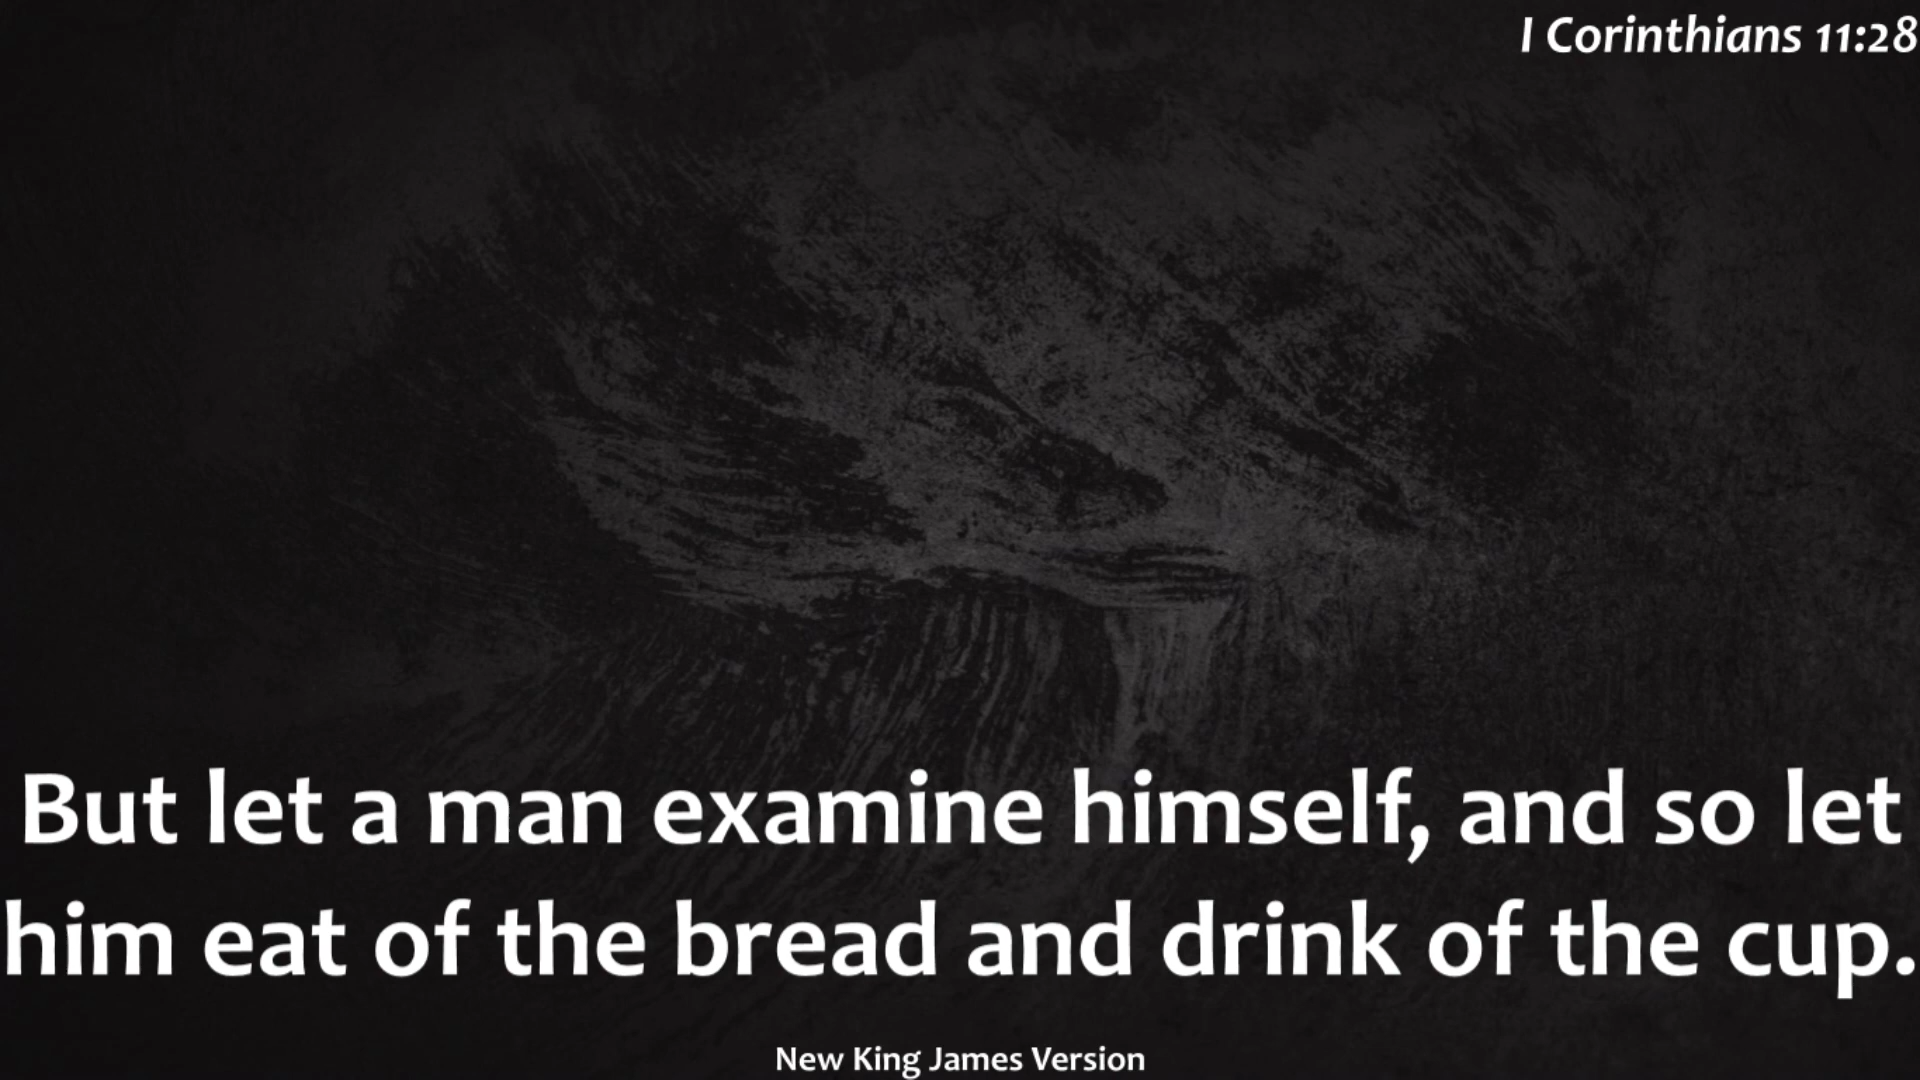 I Corinthians 11:28
But let a man examine himself, and so let
him eat of the bread and drink of the cup.
New King James Version